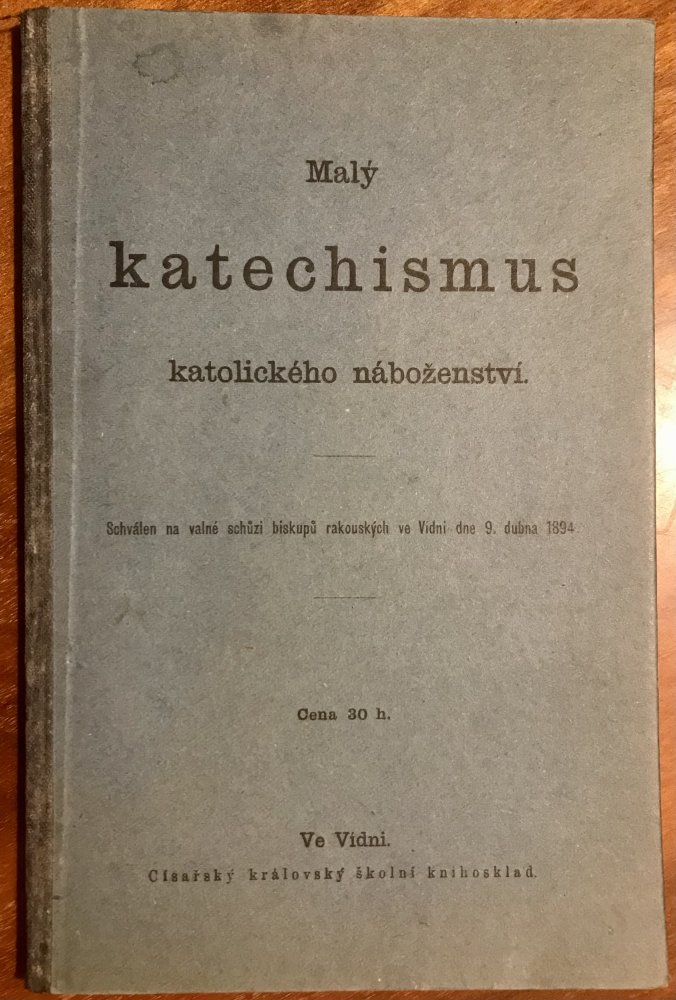 Malý
katechismus
katolického náboženství.
Schválen na valné schůzi biskupů rakouských ve Vídni dne 9. dubna 1894.
Cena 30 h.
Ve Vídni.
Císařský královský školní knihosklad.